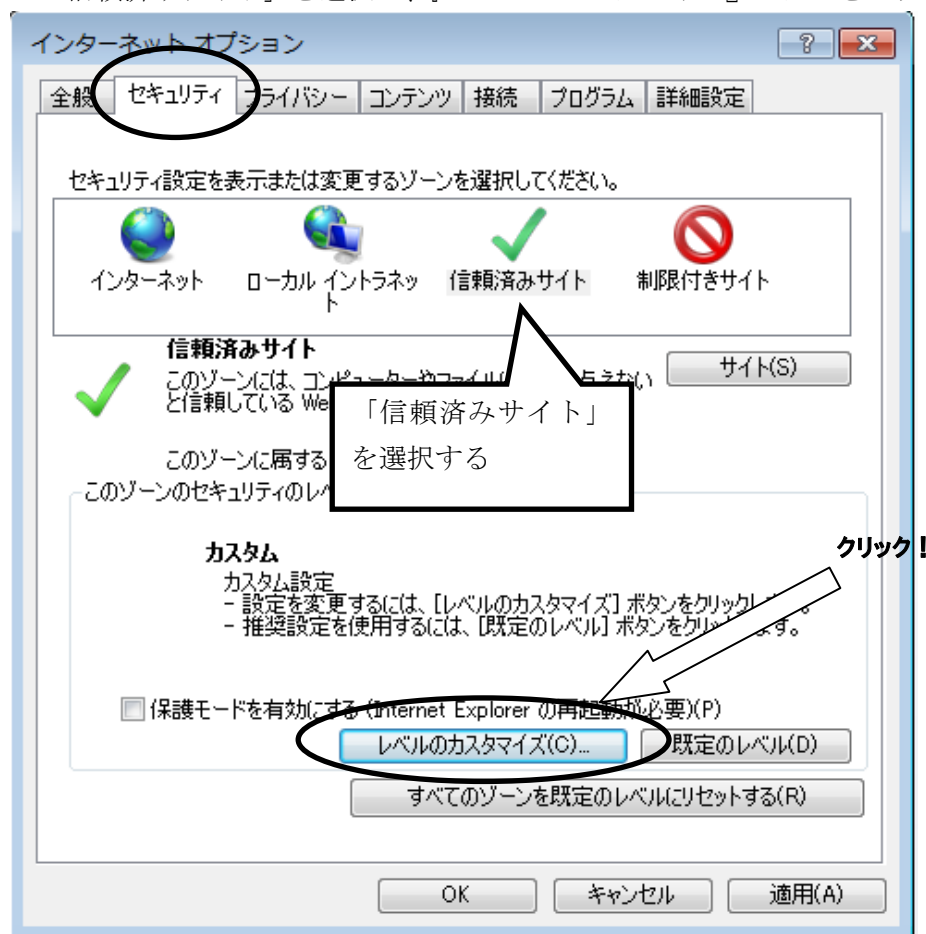 インターネット オプション
全般 セキュリティ プライバシー コンテンツ 接続 プログラム 詳細設定
セキュリティ設定を表示または変更するゾーンを選択してください。
インターネット
ローカル イントラネッ
ト
信頼済みサイト
制限付きサイト
信頼済みサイト
このゾーンには、コンピューターやファイル
と信頼している We
サイト(S)
「信頼済みサイト」
を選択する
このゾーンに属する
このゾーンのセキュリティのレベ
クリック！
カスタム
カスタム設定
- 設定を変更するには、[レベルのカスタマイズ] ボタンをクリックします。
- 推奨設定を使用するには、[既定のレベル] ボタンをクリックします。
保護モードを有効にする (Internet Explorer の再起動が必要)(P)
レベルのカスタマイズ(C)...
既定のレベル(D)
すべてのゾーンを既定のレベルにリセットする(R)
OK
キャンセル
適用(A)